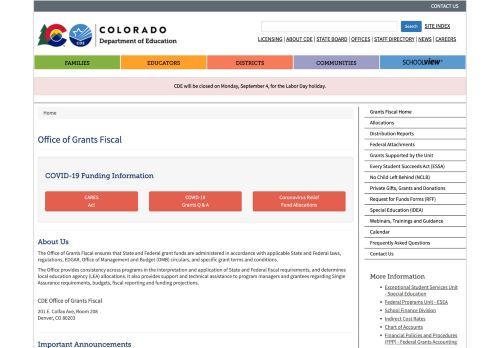 CONTACT US
COLORADO
Department of Education
CDE
Search
SITE INDEX
LICENSING | ABOUT CDE | STATE BOARD | OFFICES | STAFF DIRECTORY | NEWS | CAREERS
FAMILIES
EDUCATORS
DISTRICTS
COMMUNITIES
SCHOOLVIEW
CDE will be closed on Monday, September 4, for the Labor Day holiday.
Home
Office of Grants Fiscal
COVID-19 Funding Information
CARES
Act
COVID-19
Grants Q & A
Coronavirus Relief
Fund Allocations
About Us
The Office of Grants Fiscal ensures that State and Federal grant funds are administered in accordance with applicable State and Federal laws,
regulations, EDGAR, Office of Management and Budget (OMB) circulars, and specific grant terms and conditions.
The Office provides consistency across programs in the interpretation and application of State and Federal fiscal requirements, and determines
local education agency (LEA) allocations. It also provides support and technical assistance to program managers and grantees regarding Single
Assurance requirements, budgets, fiscal reporting and funding projections.
CDE Office of Grants Fiscal
201 E. Colfax Ave, Room 208
Denver, CO 80203
Important Announcements
Grants Fiscal Home
Allocations
Distribution Reports
Federal Attachments
Grants Supported by the Unit
Every Student Succeeds Act (ESSA)
No Child Left Behind (NCLB)
Private Gifts, Grants and Donations
Request for Funds Forms (RFF)
Special Education (IDEA)
Webinars, Trainings and Guidance
Calendar
Frequently Asked Questions
Contact Us
More Information
Exceptional Student Services Unit
- Special Education
Federal Programs Unit - ESEA
School Finance Division
Indirect Cost Rates
Chart of Accounts
Financial Policies and Procedures
(FPP) - Federal Grants Accounting